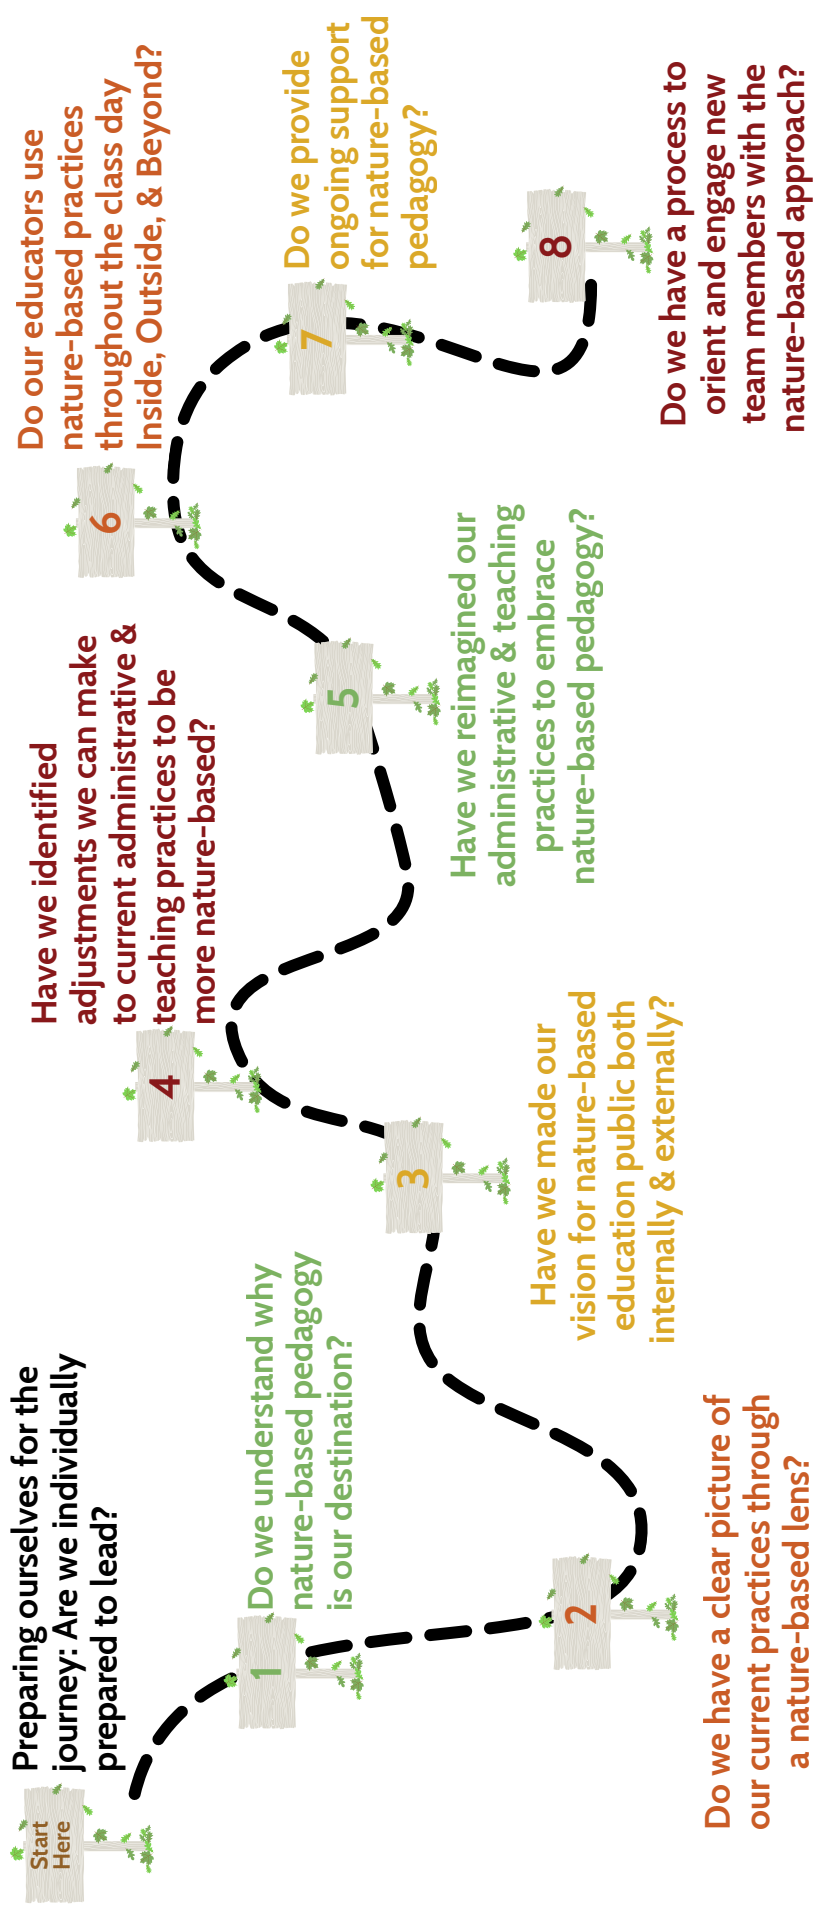 Start
Here
Preparing ourselves for the
journey: Are we individually
prepared to lead?
1
Do we understand why
nature-based pedagogy
is our destination?
2
Do we have a clear picture of
our current practices through
a nature-based lens?
3
Have we made our
vision for nature-based
education public both
internally & externally?
4
Have we identified
adjustments we can make
to current administrative &
teaching practices to be
more nature-based?
5
Have we reimagined our
administrative & teaching
practices to embrace
nature-based pedagogy?
6
Do our educators use
nature-based practices
throughout the class day
Inside, Outside, & Beyond?
7
Do we provide
ongoing support
for nature-based
pedagogy?
8
Do we have a process to
orient and engage new
team members with the
nature-based approach?